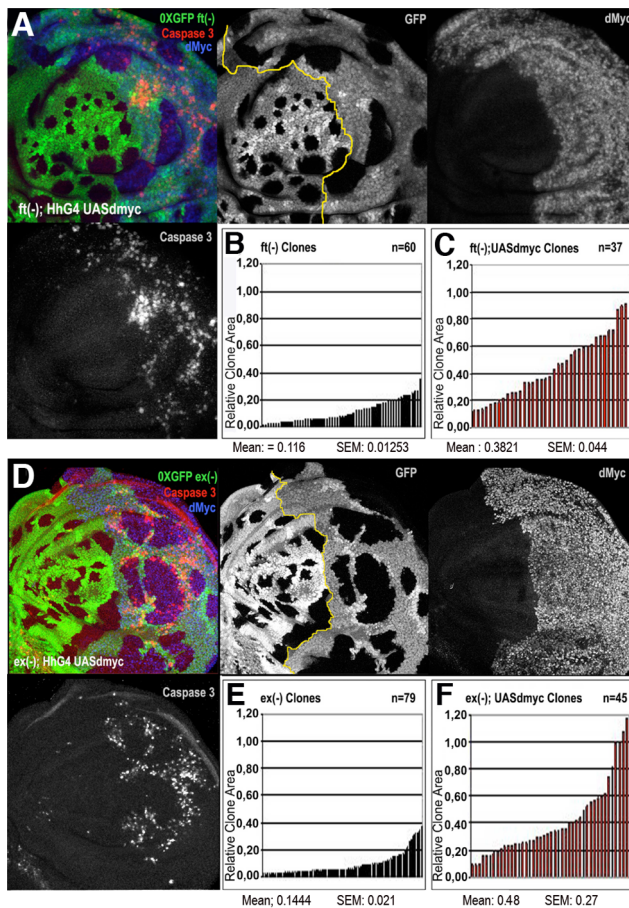 A
0XGFP ft(-)
Caspase 3
dMyc
ft(-); HhG4 UASdmyc
GFP
dMyc
Caspase 3
B
ft(-) Clones n=60
Relative Clone Area
1,20
1,00
0,80
0,60
0,40
0,20
0,00
Mean: = 0.116 SEM: 0.01253
C
ft(-);UASdmyc Clones n=37
Relative Clone Area
1,20
1,00
0,80
0,60
0,40
0,20
0,00
Mean : 0.3821 SEM: 0.044
D
0XGFP ex(-)
Caspase 3
dMyc
ex(-); HhG4 UASdmyc
GFP
dMyc
Caspase 3
E
ex(-) Clones n=79
Relative Clone Area
1,20
1,00
0,80
0,60
0,40
0,20
0,00
Mean; 0.1444 SEM: 0.021
F
ex(-); UASdmyc Clones n=45
Relative Clone Area
1,20
1,00
0,80
0,60
0,40
0,20
0,00
Mean: 0.48 SEM: 0.27